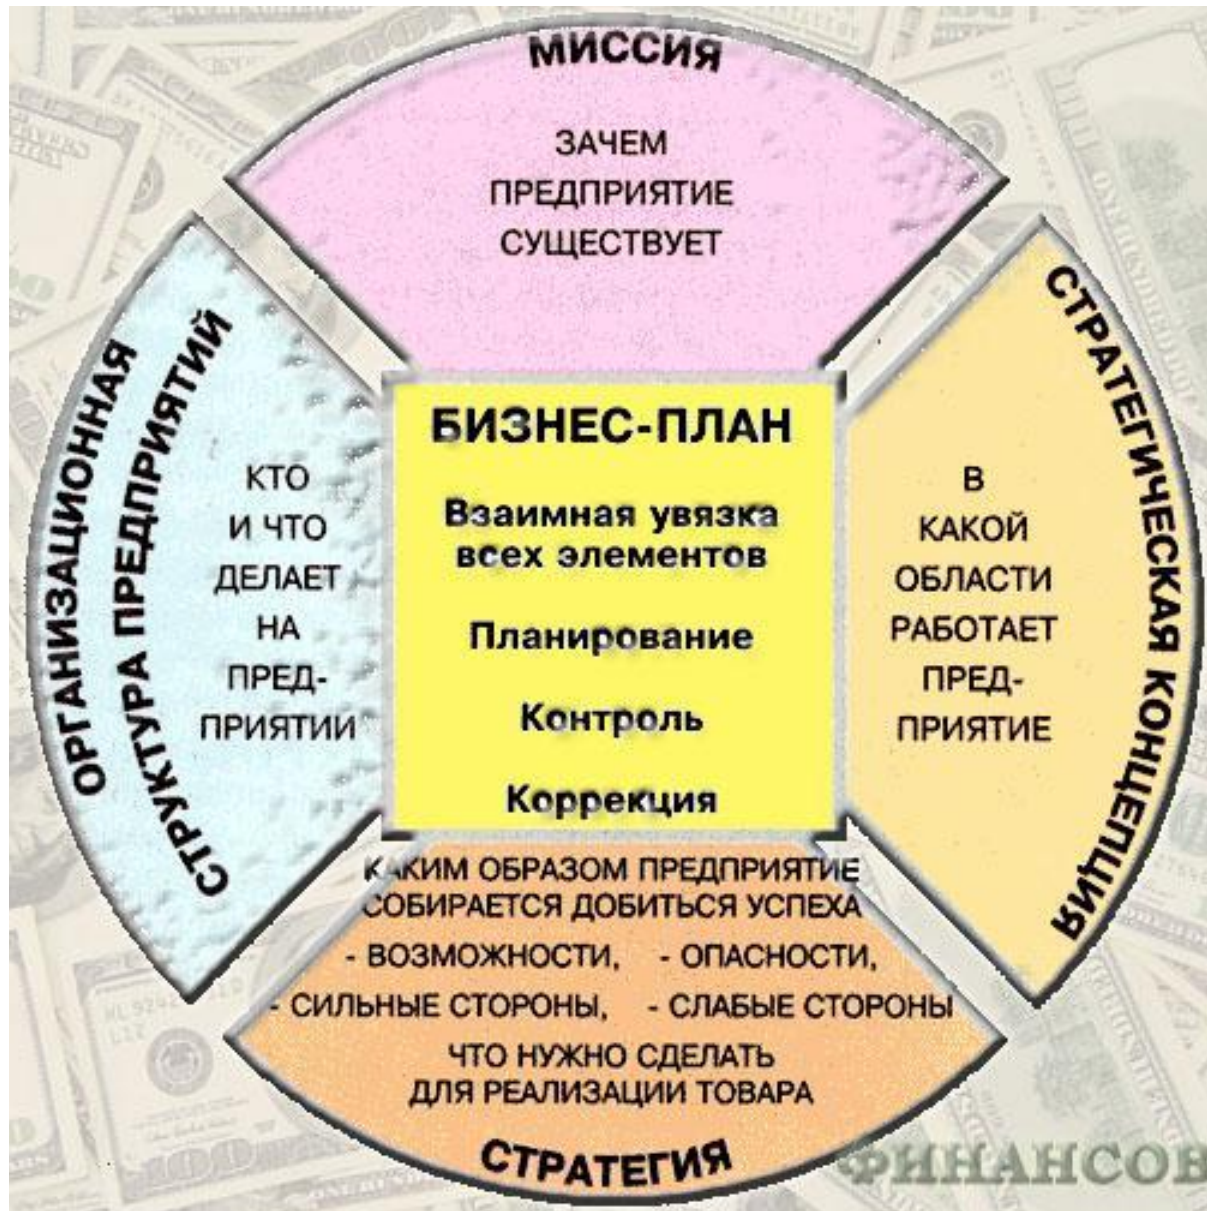 МИССИЯ
ЗАЧЕМ
ПРЕДПРИЯТИЕ
СУЩЕСТВУЕТ
ОРГАНИЗАЦИОННАЯ
СТРУКТУРА ПРЕДПРИЯТИЙ
КТО
И ЧТО
ДЕЛАЕТ
НА
ПРЕД-
ПРИЯТИИ
БИЗНЕС-ПЛАН
Взаимная увязка
всех элементов
Планирование
Контроль
Коррекция
СТРАТЕГИЧЕСКАЯ КОНЦЕПЦИЯ
В
КАКОЙ
ОБЛАСТИ
РАБОТАЕТ
ПРЕД-
ПРИЯТИЕ
КАКИМ ОБРАЗОМ ПРЕДПРИЯТИЕ
СОБИРАЕТСЯ ДОБИТЬСЯ УСПЕХА
- ВОЗМОЖНОСТИ, - ОПАСНОСТИ,
- СИЛЬНЫЕ СТОРОНЫ, - СЛАБЫЕ СТОРОНЫ
ЧТО НУЖНО СДЕЛАТЬ
ДЛЯ РЕАЛИЗАЦИИ ТОВАРА
СТРАТЕГИЯ
ФИНАНСОВ